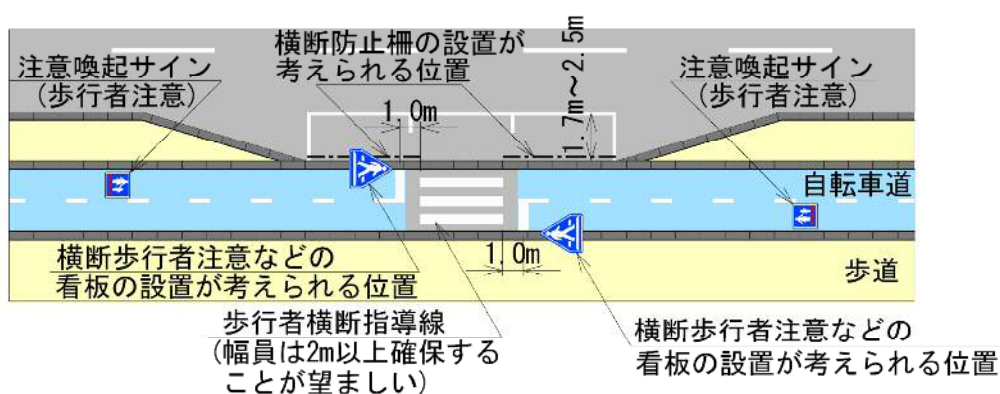 注意喚起サイン
(歩行者注意)
横断防止柵の設置が
考えられる位置
1.0m
1.7m~2.5m
注意喚起サイン
(歩行者注意)
自転車道
横断歩行者注意などの
看板の設置が考えられる位置
1.0m
歩道
歩行者横断指導線
(幅員は2m以上確保する
ことが望ましい)
横断歩行者注意などの
看板の設置が考えられる位置